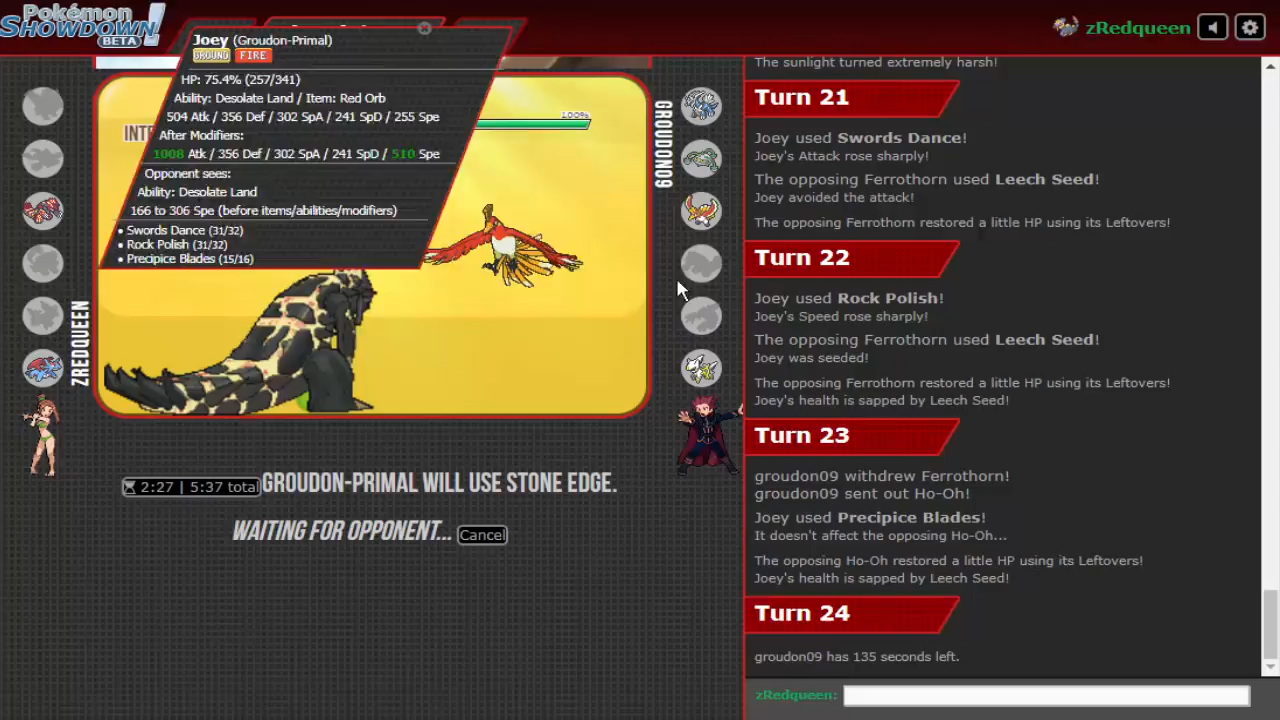 Pokémon
SHOWDOWN!
BETA
Joey (Groudon-Primal)
GROUND FIRE
HP: 75.4% (257/341)
Ability: Desolate Land / Item: Red Orb
504 Atk / 356 Def / 302 SpA / 241 SpD / 255 Spe
After Modifiers:
1008 Atk / 356 Def / 302 SpA / 241 SpD / 510 Spe
Opponent sees:
Ability: Desolate Land
166 to 306 Spe (before items/abilities/modifiers)
• Swords Dance (31/32)
• Rock Polish (31/32)
• Precipice Blades (15/16)
100%
ZREDQUEEN
GROUDON09
2:27 | 5:37 total GROUDON-PRIMAL WILL USE STONE EDGE.
WAITING FOR OPPONENT... Cancel
zRedqueen
The sunlight turned extremely harsh!
Turn 21
Joey used Swords Dance!
Joey's Attack rose sharply!
The opposing Ferrothorn used Leech Seed!
Joey avoided the attack!
The opposing Ferrothorn restored a little HP using its Leftovers!
Turn 22
Joey used Rock Polish!
Joey's Speed rose sharply!
The opposing Ferrothorn used Leech Seed!
Joey was seeded!
The opposing Ferrothorn restored a little HP using its Leftovers!
Joey's health is sapped by Leech Seed!
Turn 23
groudon09 withdrew Ferrothorn!
groudon09 sent out Ho-Oh!
Joey used Precipice Blades!
It doesn't affect the opposing Ho-Oh...
The opposing Ho-Oh restored a little HP using its Leftovers!
Joey's health is sapped by Leech Seed!
Turn 24
groudon09 has 135 seconds left.
zRedqueen: